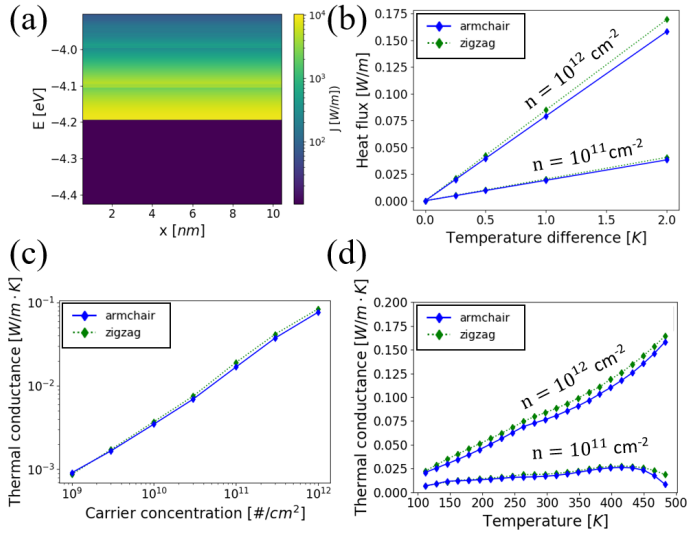 (a)
E [eV]
−4.0
−4.1
−4.2
−4.3
−4.4
2
4
6
8
10
x [nm]
10⁴
10³
10²
J [W/m])
(b)
Heat flux [W/m]
0.175
0.150
0.125
0.100
0.075
0.050
0.025
0.000
armchair
zigzag
n = 10¹² cm⁻²
n = 10¹¹cm⁻²
0.0
0.5
1.0
1.5
2.0
Temperature difference [K]
(c)
Thermal conductance [W/m · K]
10⁻¹
10⁻²
10⁻³
armchair
zigzag
10⁹
10¹⁰
10¹¹
10¹²
Carrier concentration [#/cm²]
(d)
Thermal conductance [W/m · K]
0.200
0.175
0.150
0.125
0.100
0.075
0.050
0.025
0.000
armchair
zigzag
n = 10¹² cm⁻²
n = 10¹¹ cm⁻²
100
150
200
250
300
350
400
450
500
Temperature [K]